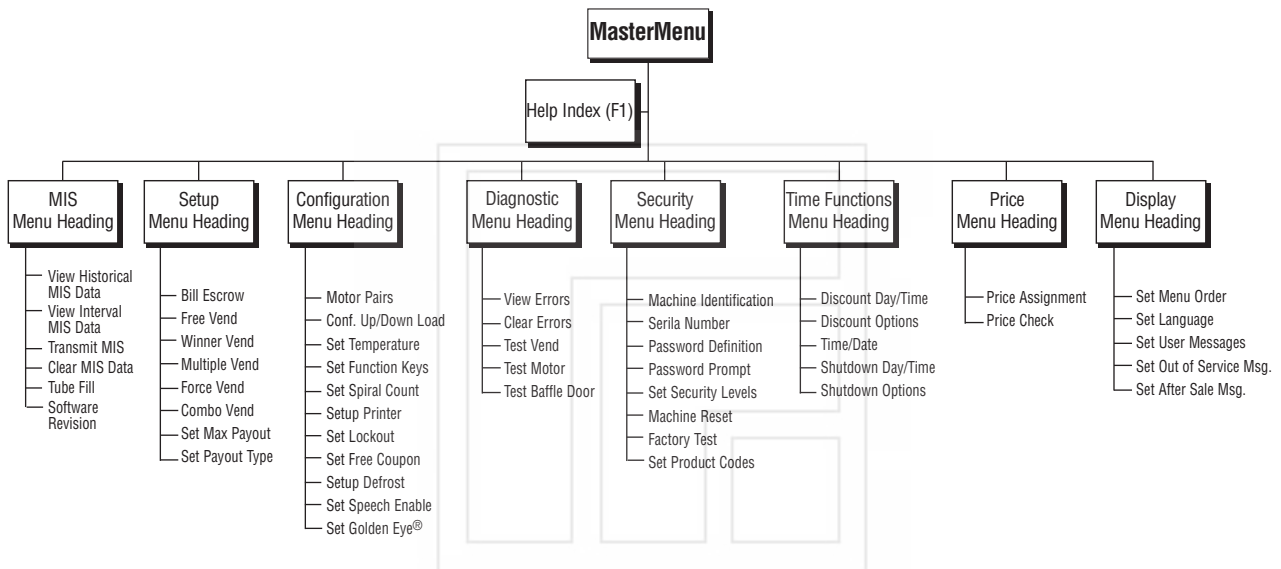 MasterMenu
Help Index (F1)
MIS
Menu Heading
View Historical
MIS Data
View Interval
MIS Data
Transmit MIS
Clear MIS Data
Tube Fill
Software
Revision
Setup
Menu Heading
Bill Escrow
Free Vend
Winner Vend
Multiple Vend
Force Vend
Combo Vend
Set Max Payout
Set Payout Type
Configuration
Menu Heading
Motor Pairs
Conf. Up/Down Load
Set Temperature
Set Function Keys
Set Spiral Count
Setup Printer
Set Lockout
Set Free Coupon
Setup Defrost
Set Speech Enable
Set Golden Eye®
Diagnostic
Menu Heading
View Errors
Clear Errors
Test Vend
Test Motor
Test Baffle Door
Security
Menu Heading
Machine Identification
Serila Number
Password Definition
Password Prompt
Set Security Levels
Machine Reset
Factory Test
Set Product Codes
Time Functions
Menu Heading
Discount Day/Time
Discount Options
Time/Date
Shutdown Day/Time
Shutdown Options
Price
Menu Heading
Price Assignment
Price Check
Display
Menu Heading
Set Menu Order
Set Language
Set User Messages
Set Out of Service Msg.
Set After Sale Msg.